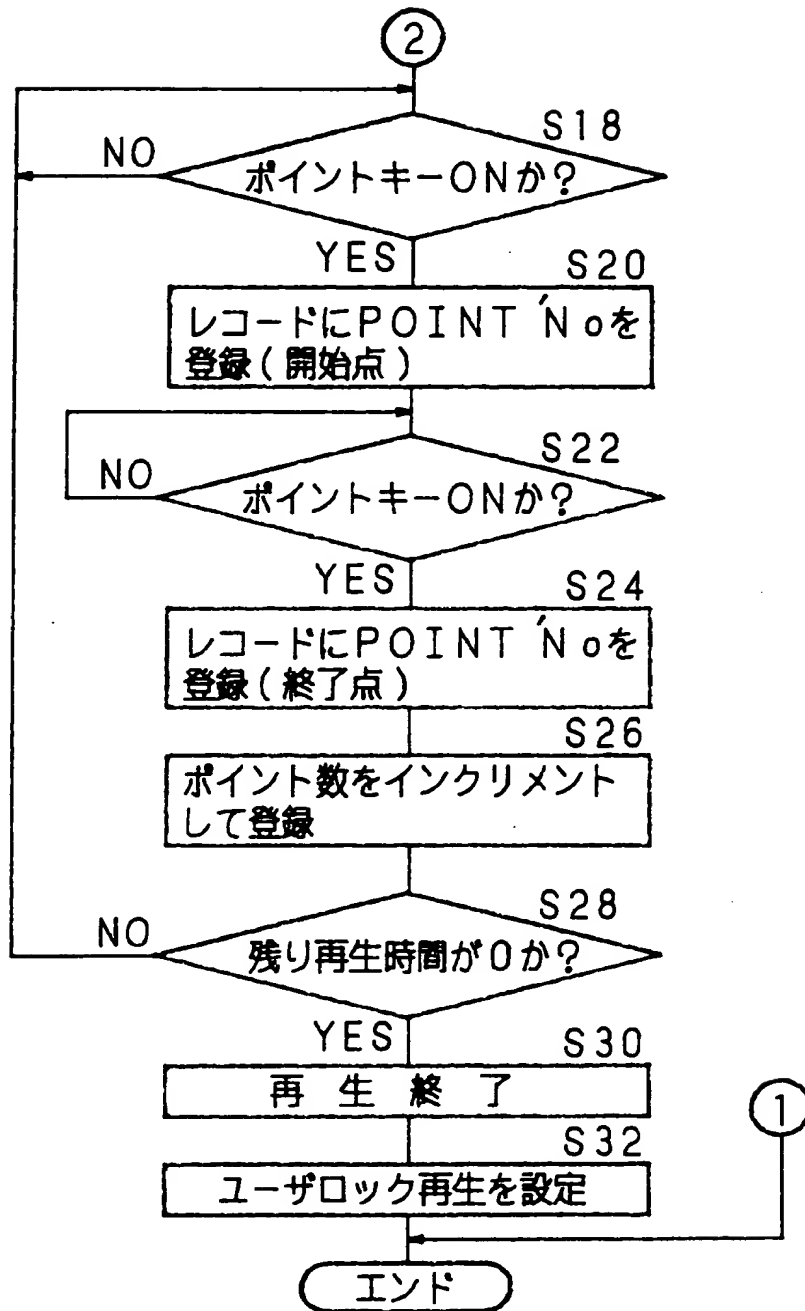 2
S18
NO
ポイントキーONか?
YES
S20
レコードにPOINT´Noを
登録(開始点)
S22
NO
ポイントキーONか?
YES
S24
レコードにPOINT´Noを
登録(終了点)
S26
ポイント数をインクリメント
して登録
S28
NO
残り再生時間が0か?
YES
S30
再生終了
1
S32
ユーザロック再生を設定
エンド